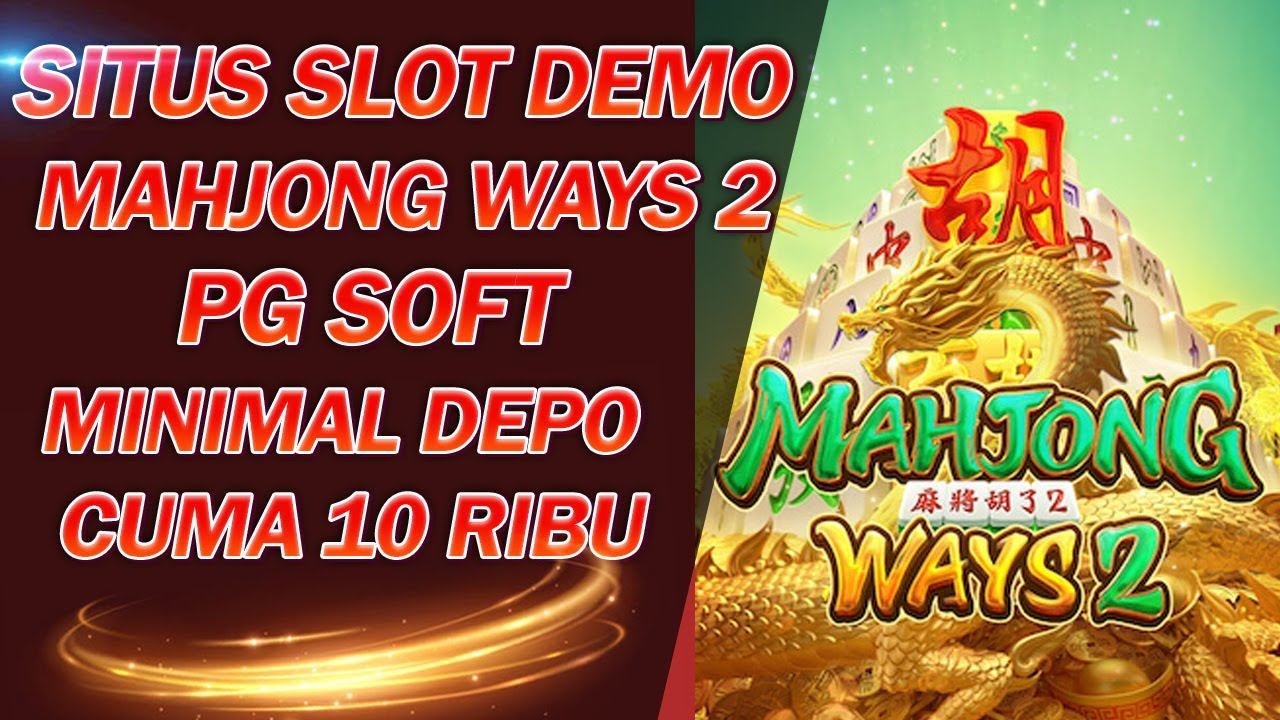 SITUS SLOT DEMO
MAHJONG WAYS 2
PG SOFT
MINIMAL DEPO
CUMA 10 RIBU
胡
MAHJONG
麻將胡了2
WAYS 2